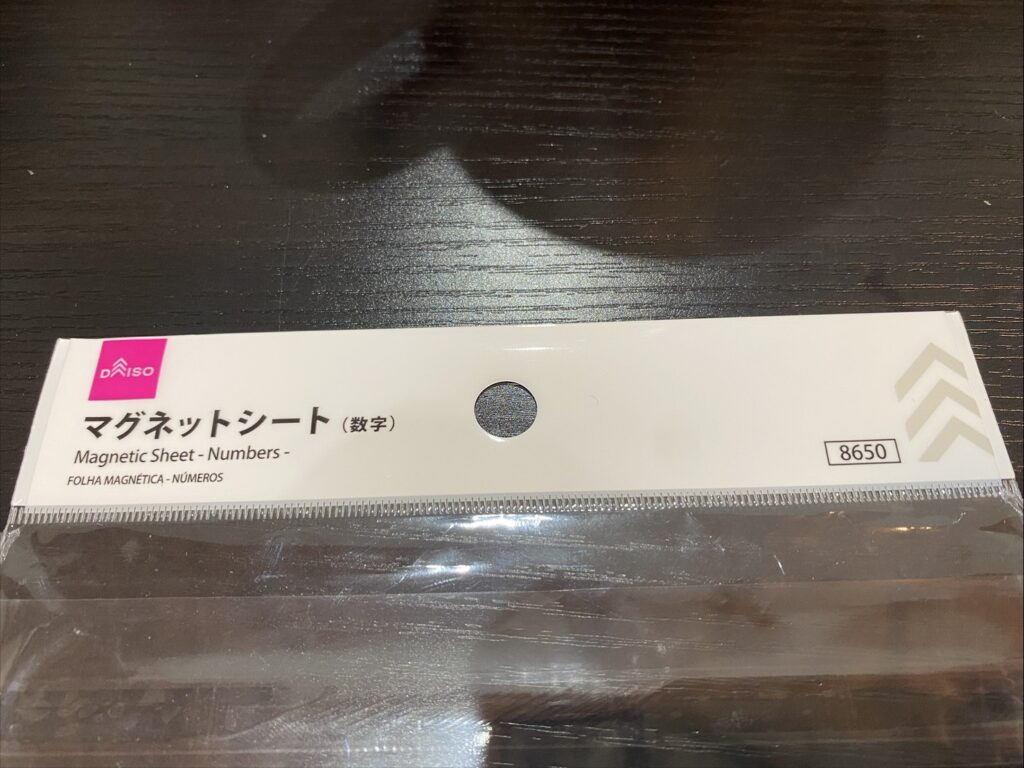 DAISO
マグネットシート（数字）
Magnetic Sheet - Numbers -
FOLHA MAGNÉTICA - NÚMEROS
8650